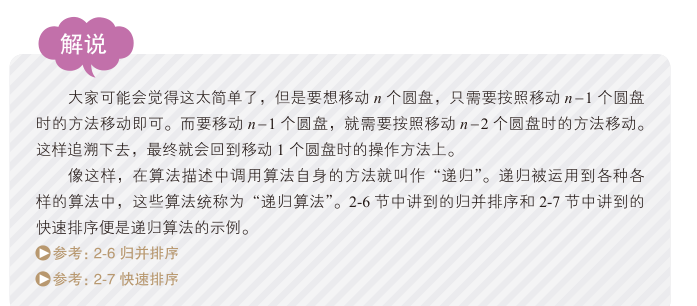 解说
大家可能会觉得这太简单了，但是要想移动 n 个圆盘，只需要按照移动 n−1 个圆盘
时的方法移动即可。而要移动 n−1 个圆盘，就需要按照移动 n−2 个圆盘时的方法移动。
这样追溯下去，最终就会回到移动 1 个圆盘时的操作方法上。
像这样，在算法描述中调用算法自身的方法就叫作“递归”。递归被运用到各种各
样的算法中，这些算法统称为“递归算法”。2-6 节中讲到的归并排序和 2-7 节中讲到的
快速排序便是递归算法的示例。
参考：2-6 归并排序
参考：2-7 快速排序